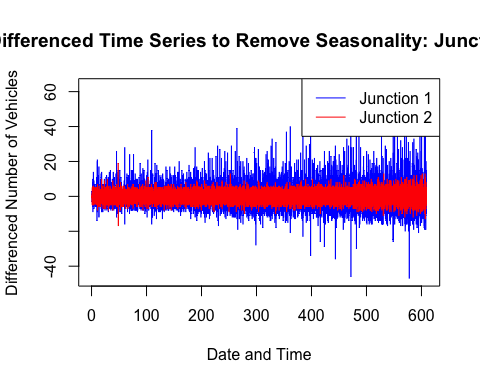 Differenced Time Series to Remove Seasonality: Junct
Differenced Number of Vehicles
60
40
20
0
-40
Junction 1
Junction 2
0 100 200 300 400 500 600
Date and Time